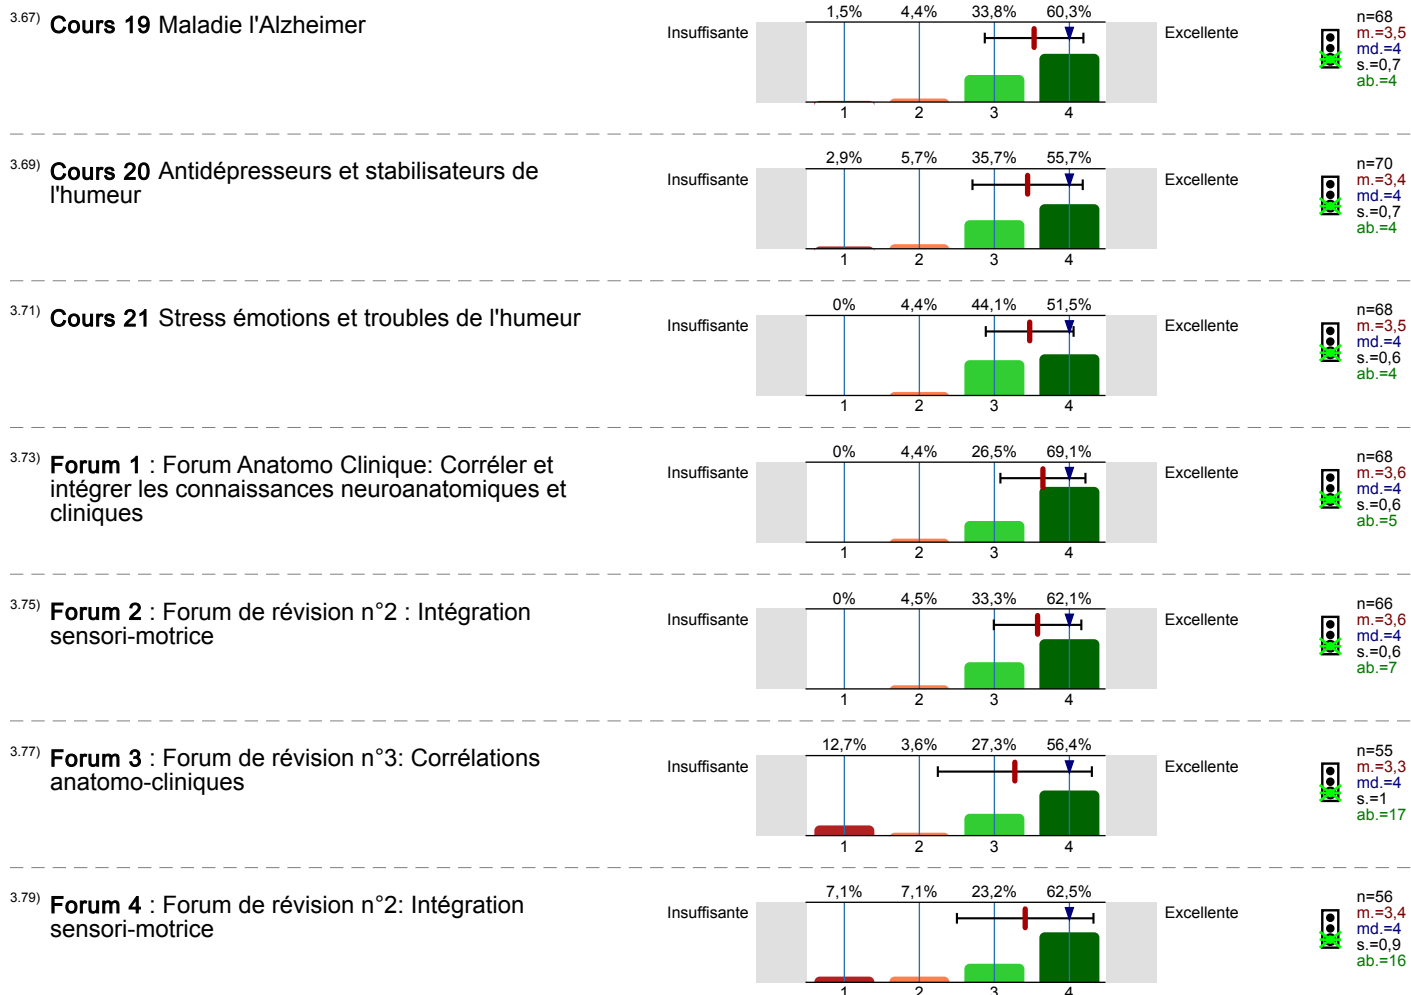 3.67) Cours 19 Maladie l'Alzheimer
Insuffisante
1,5% 4,4% 33,8% 60,3%
1 2 3 4
Excellente
n=68
m.=3,5
md.=4
s.=0,7
ab.=4
3.69) Cours 20 Antidépresseurs et stabilisateurs de
l'humeur
Insuffisante
2,9% 5,7% 35,7% 55,7%
1 2 3 4
Excellente
n=70
m.=3,4
md.=4
s.=0,7
ab.=4
3.71) Cours 21 Stress émotions et troubles de l'humeur
Insuffisante
0% 4,4% 44,1% 51,5%
1 2 3 4
Excellente
n=68
m.=3,5
md.=4
s.=0,6
ab.=4
3.73) Forum 1 : Forum Anatomo Clinique: Corréler et
intégrer les connaissances neuroanatomiques et
cliniques
Insuffisante
0% 4,4% 26,5% 69,1%
1 2 3 4
Excellente
n=68
m.=3,6
md.=4
s.=0,6
ab.=5
3.75) Forum 2 : Forum de révision n°2 : Intégration
sensori-motrice
Insuffisante
0% 4,5% 33,3% 62,1%
1 2 3 4
Excellente
n=66
m.=3,6
md.=4
s.=0,6
ab.=7
3.77) Forum 3 : Forum de révision n°3: Corrélations
anatomo-cliniques
Insuffisante
12,7% 3,6% 27,3% 56,4%
1 2 3 4
Excellente
n=55
m.=3,3
md.=4
s.=1
ab.=17
3.79) Forum 4 : Forum de révision n°2: Intégration
sensori-motrice
Insuffisante
7,1% 7,1% 23,2% 62,5%
1 2 3 4
Excellente
n=56
m.=3,4
md.=4
s.=0,9
ab.=16